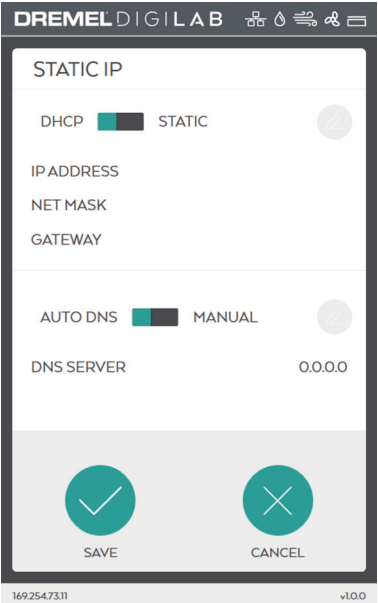 DREMEL DIGILAB
STATIC IP
DHCP STATIC
IP ADDRESS
NET MASK
GATEWAY
AUTO DNS MANUAL
DNS SERVER 0.0.0.0
SAVE CANCEL
169.254.73.11 v1.0.0